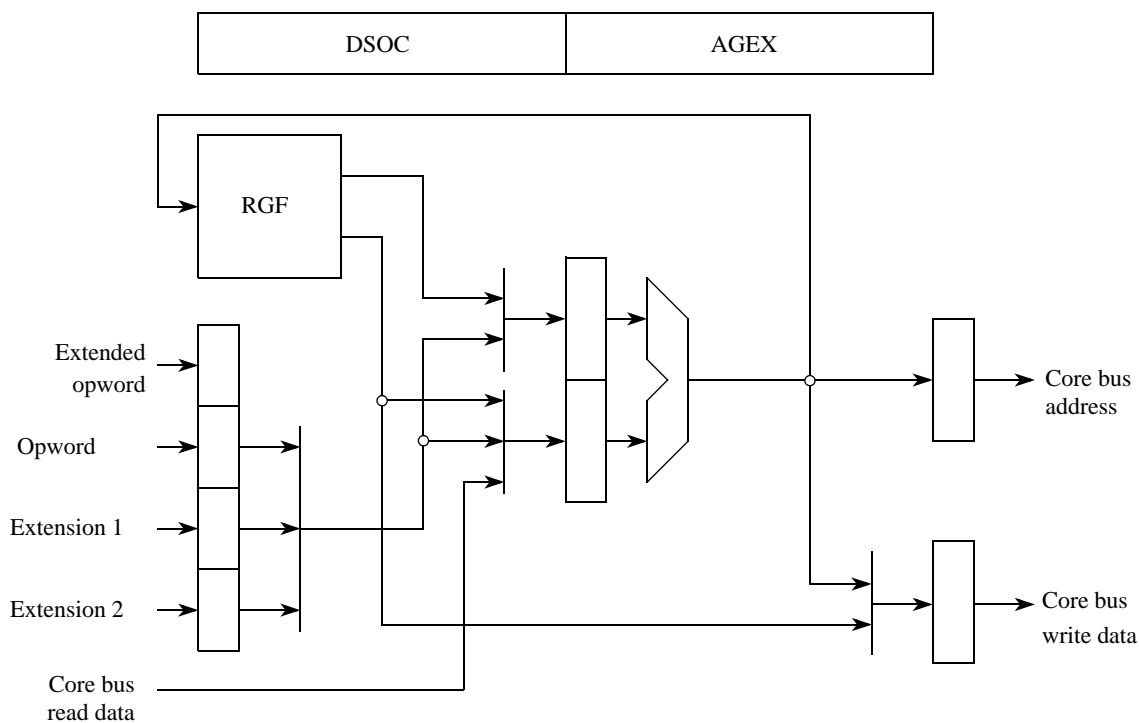 DSOC
AGEX
RGF
Extended
opword
Opword
Extension 1
Extension 2
Core bus
read data
Core bus
address
Core bus
write data